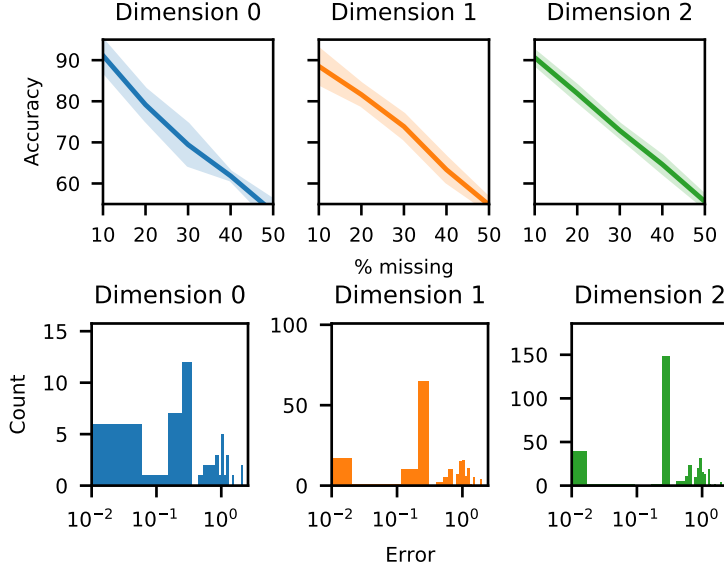 Dimension 0 Dimension 1 Dimension 2
90
80
70
60
Accuracy
10 20 30 40 50 10 20 30 40 50 10 20 30 40 50
% missing
Dimension 0 Dimension 1 Dimension 2
15
10
5
0
100
50
0
150
100
50
0
Count
10⁻² 10⁻¹ 10⁰ 10⁻² 10⁻¹ 10⁰ 10⁻² 10⁻¹ 10⁰
Error